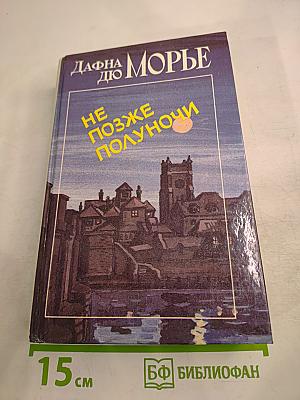 ДАФНА
ДЮ МОРЬЕ
НЕ
ПОЗЖЕ
ПОЛУНОЧИ
15 см
БФ БИБЛИОФАН